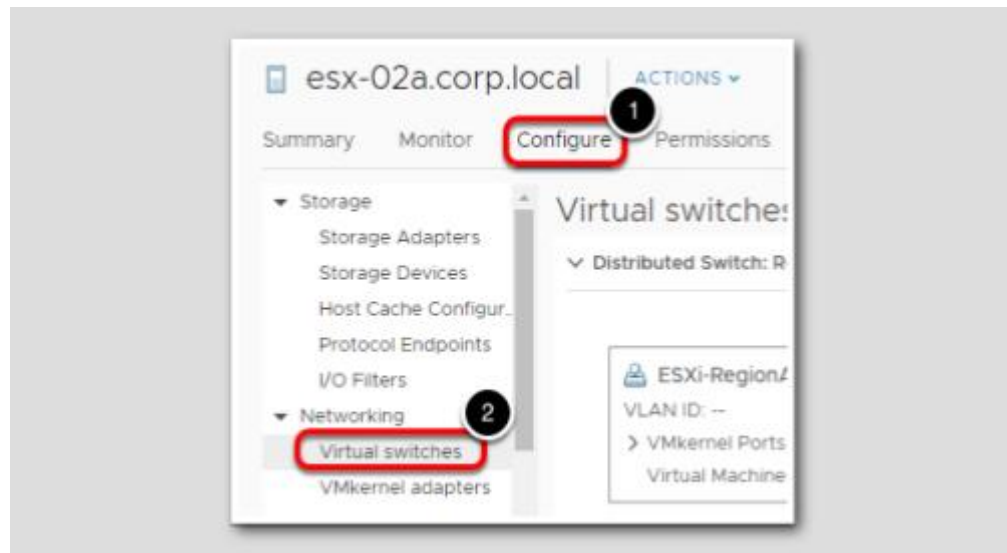 esx-02a.corp.local ACTIONS
1
Summary Monitor Configure Permissions
Storage
Storage Adapters
Storage Devices
Host Cache Configur..
Protocol Endpoints
I/O Filters
Networking
2
Virtual switches
VMkernel adapters
Virtual switches
Distributed Switch: R
ESXi-RegionA
VLAN ID: --
VMkernel Ports
Virtual Machine